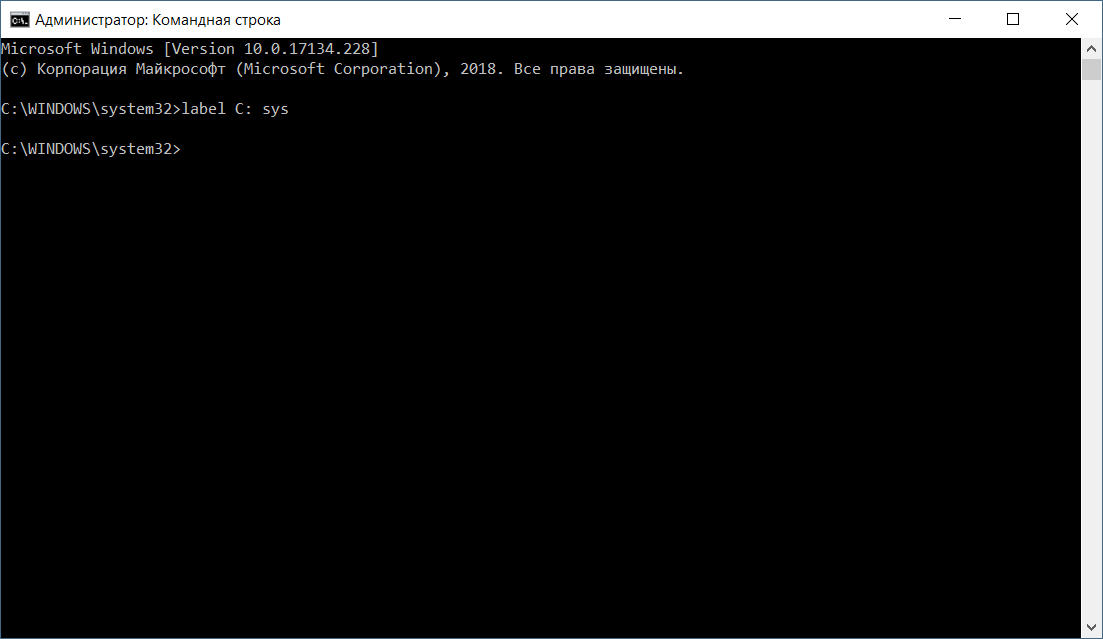 Администратор: Командная строка
Microsoft Windows [Version 10.0.17134.228]
(c) Корпорация Майкрософт (Microsoft Corporation), 2018. Все права защищены.
C:\WINDOWS\system32>label C: sys
C:\WINDOWS\system32>